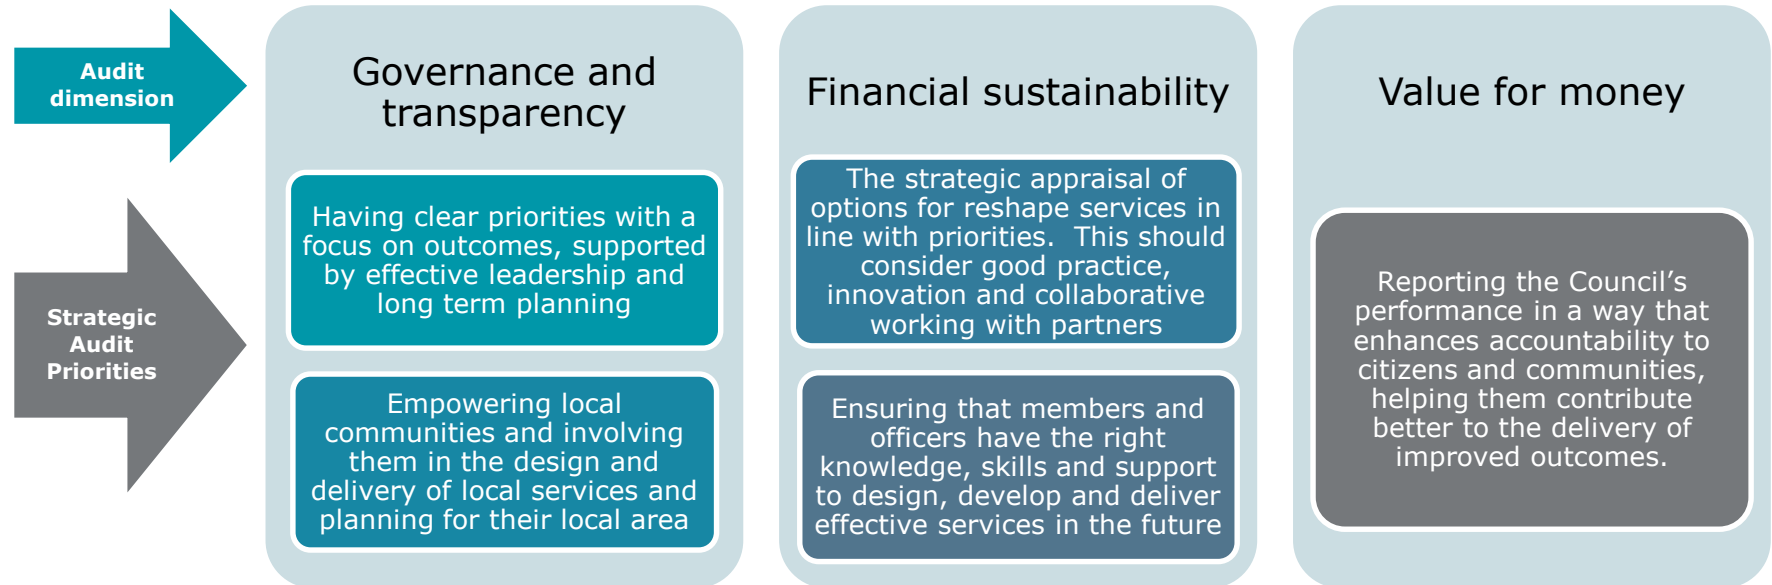 Audit
dimension
Strategic
Audit
Priorities
Governance and
transparency
Having clear priorities with a
focus on outcomes, supported
by effective leadership and
long term planning
Empowering local
communities and involving
them in the design and
delivery of local services and
planning for their local area
Financial sustainability
The strategic appraisal of
options for reshape services in
line with priorities.  This should
consider good practice,
innovation and collaborative
working with partners
Ensuring that members and
officers have the right
knowledge, skills and support
to design, develop and deliver
effective services in the future
Value for money
Reporting the Council’s
performance in a way that
enhances accountability to
citizens and communities,
helping them contribute
better to the delivery of
improved outcomes.